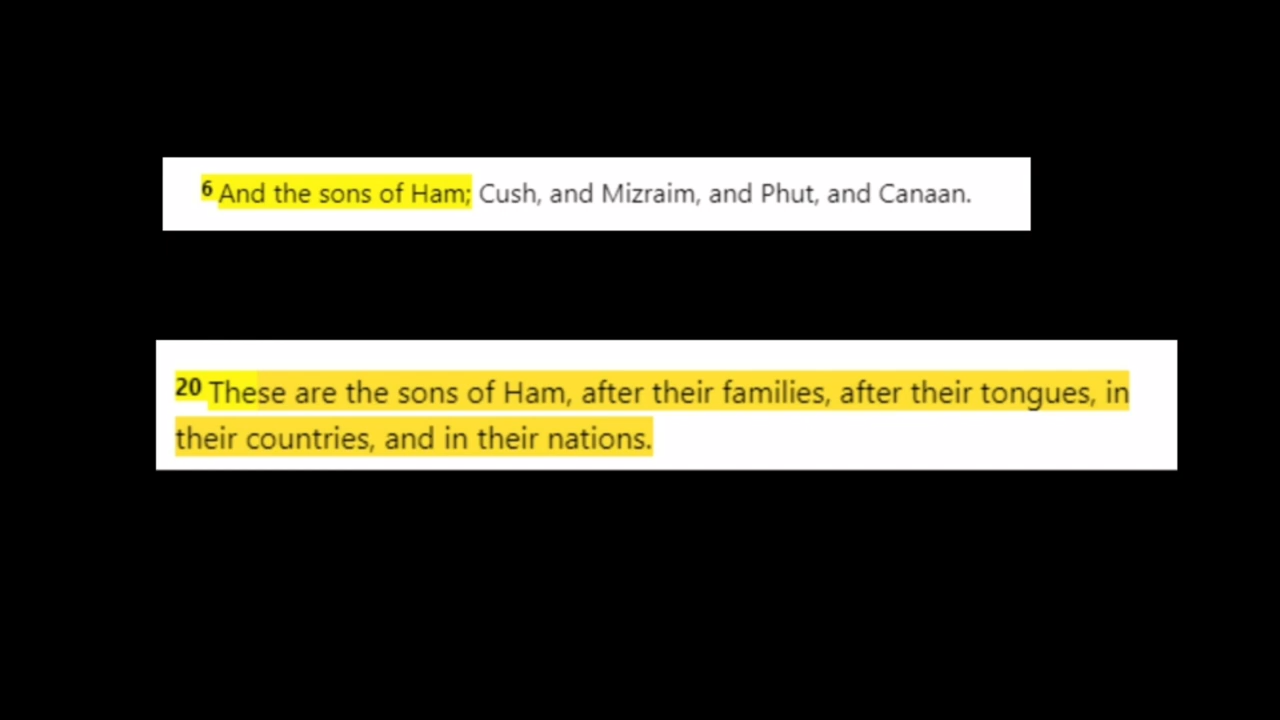 6 And the sons of Ham; Cush, and Mizraim, and Phut, and Canaan.
20 These are the sons of Ham, after their families, after their tongues, in
their countries, and in their nations.